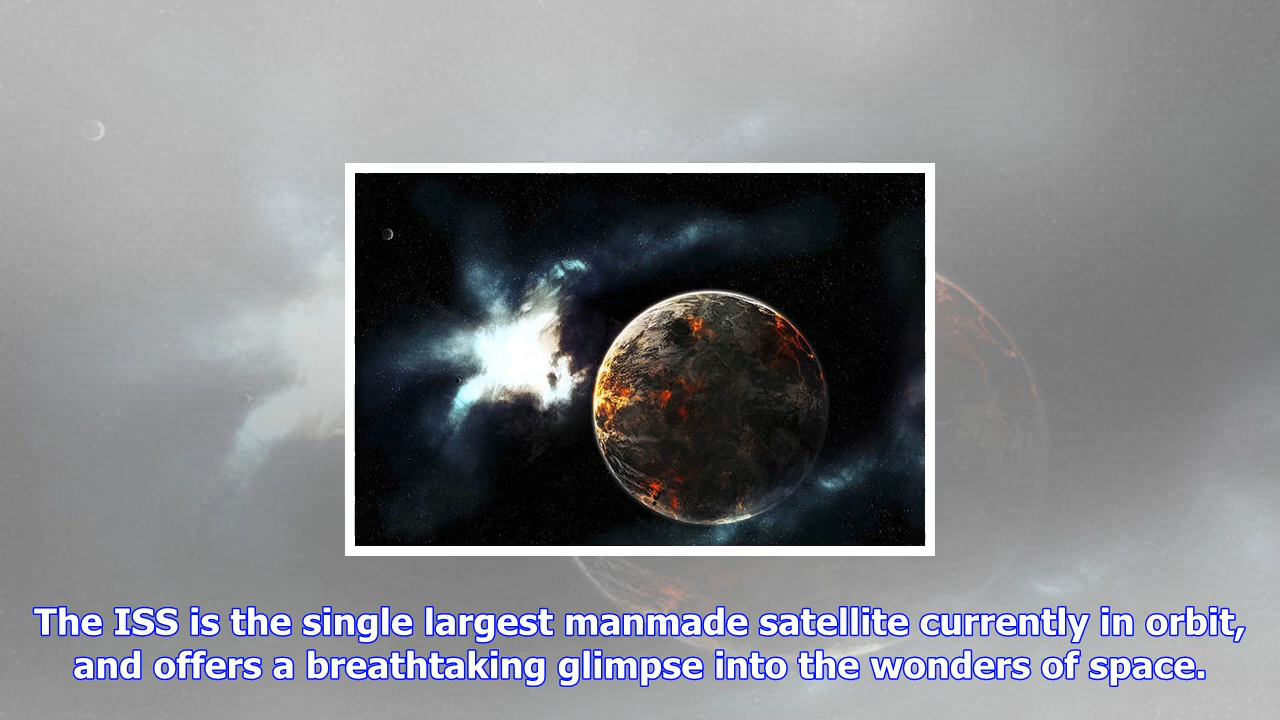 The ISS is the single largest manmade satellite currently in orbit,
and offers a breathtaking glimpse into the wonders of space.